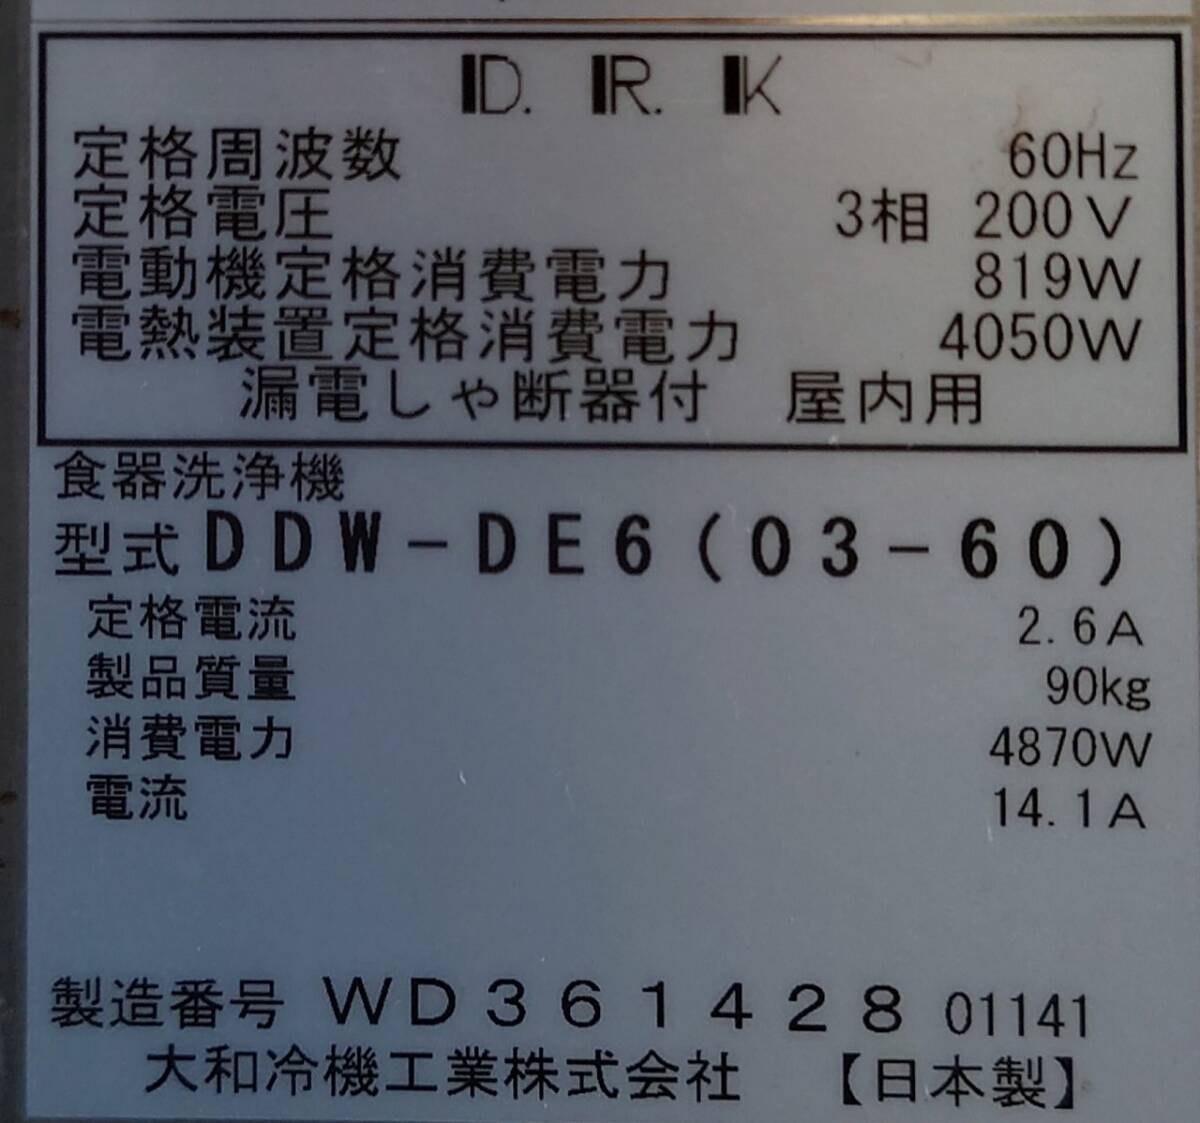 D. R. K
定格周波数 60Hz
定格電圧 3相 200V
電動機定格消費電力 819W
電熱装置定格消費電力 4050W
漏電しゃ断器付 屋内用
食器洗浄機
型式 DDW-DE6(03-60)
定格電流 2.6A
製品質量 90kg
消費電力 4870W
電流 14.1A
製造番号 WD361428 01141
大和冷機工業株式会社 【日本製】